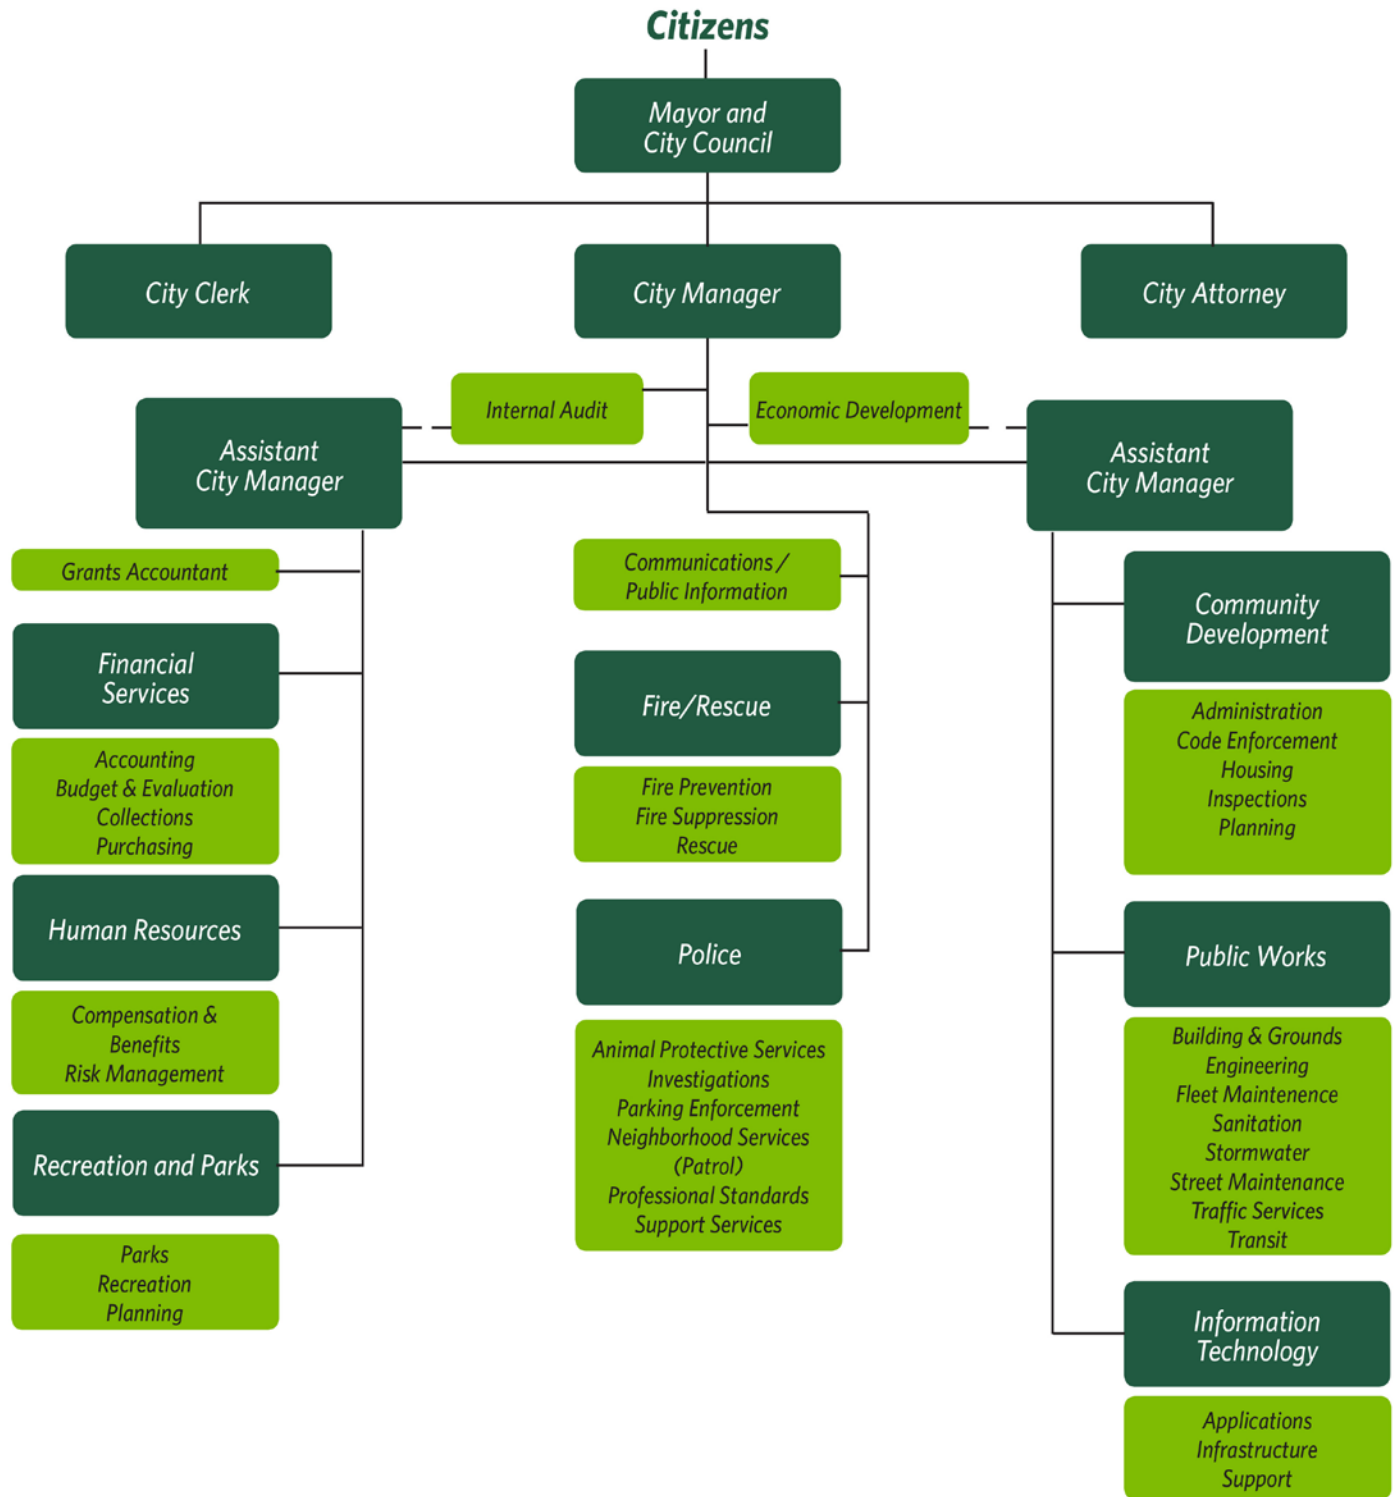 Citizens
Mayor and
City Council
City Clerk
City Manager
City Attorney
Internal Audit
Economic Development
Assistant
City Manager
Assistant
City Manager
Grants Accountant
Financial
Services
Accounting
Budget & Evaluation
Collections
Purchasing
Human Resources
Compensation &
Benefits
Risk Management
Recreation and Parks
Parks
Recreation
Planning
Communications /
Public Information
Fire/Rescue
Fire Prevention
Fire Suppression
Rescue
Police
Animal Protective Services
Investigations
Parking Enforcement
Neighborhood Services
(Patrol)
Professional Standards
Support Services
Community
Development
Administration
Code Enforcement
Housing
Inspections
Planning
Public Works
Building & Grounds
Engineering
Fleet Maintenence
Sanitation
Stormwater
Street Maintenance
Traffic Services
Transit
Information
Technology
Applications
Infrastructure
Support